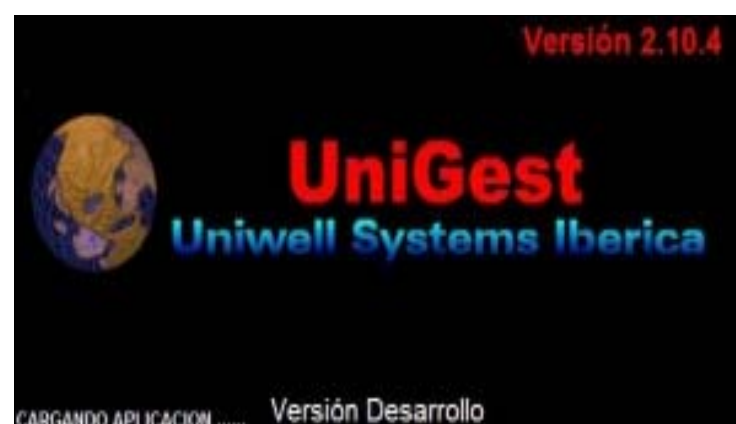 Versión 2.10.4
UniGest
Uniwell Systems Iberica
CARGANDO APLICACION ...... Versión Desarrollo